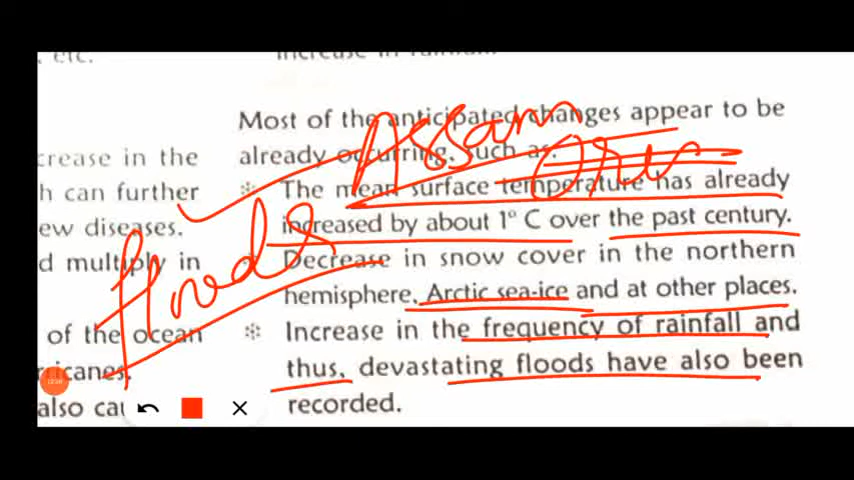 etc.
increase in rainfall.
crease in the
h can further
ew diseases.
d multiply in
of the ocean
rricanes.
also cau
Most of the anticipated changes appear to be
already occurring, such as.
* The mean surface temperature has already
increased by about 1° C over the past century.
Decrease in snow cover in the northern
hemisphere, Arctic sea-ice and at other places.
* Increase in the frequency of rainfall and
thus, devastating floods have also been
recorded.
Assam
floods